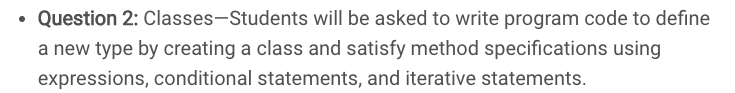 • Question 2: Classes—Students will be asked to write program code to define
a new type by creating a class and satisfy method specifications using
expressions, conditional statements, and iterative statements.